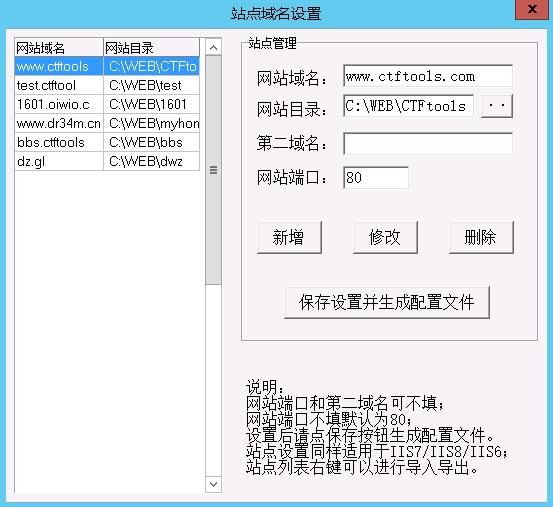 站点域名设置
x
网站域名 网站目录
www.ctftools C:\WEB\CTFto
test.ctftool C:\WEB\test
1601.oiwio.c C:\WEB\1601
www.dr34m.cn C:\WEB\myhon
bbs.ctftools C:\WEB\bbs
dz.gl C:\WEB\dwz
站点管理
网站域名： www.ctftools.com
网站目录： C:\WEB\CTFtools ..
第二域名：
网站端口： 80
新增 修改 删除
保存设置并生成配置文件
说明：
网站端口和第二域名可不填；
网站端口不填默认为80；
设置后请点保存按钮生成配置文件。
站点设置同样适用于IIS7/IIS8/IIS6；
站点列表右键可以进行导入导出。